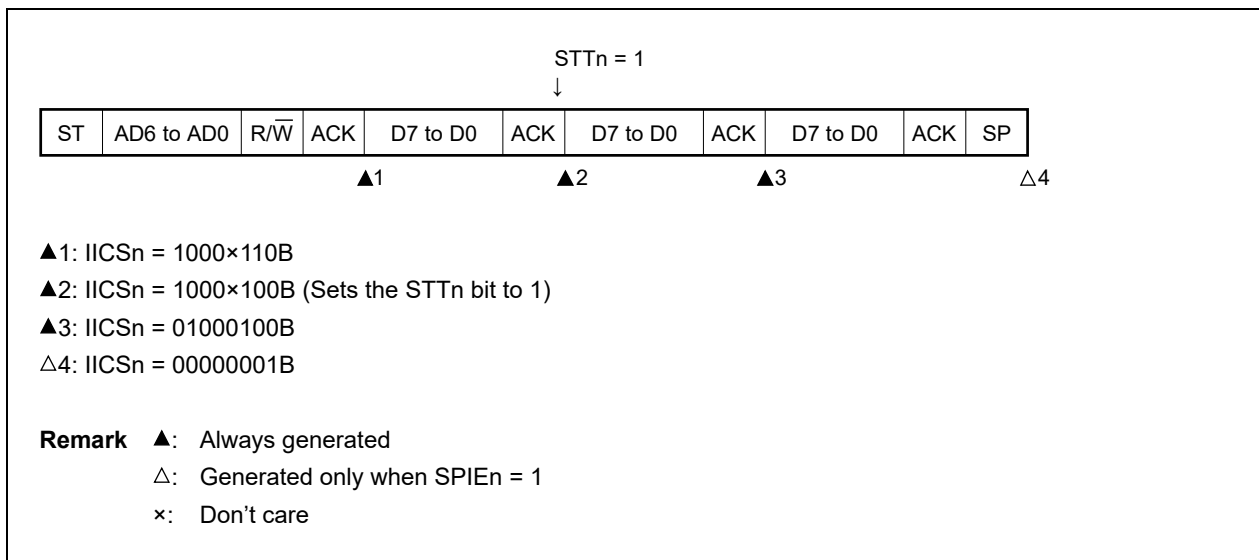 STTn = 1
↓
ST AD6 to AD0 R/W̅ ACK D7 to D0 ACK D7 to D0 ACK D7 to D0 ACK SP
▲1 ▲2 ▲3 △4
▲1: IICSn = 1000×110B
▲2: IICSn = 1000×100B (Sets the STTn bit to 1)
▲3: IICSn = 01000100B
△4: IICSn = 00000001B
Remark ▲: Always generated
△: Generated only when SPIEn = 1
×: Don’t care